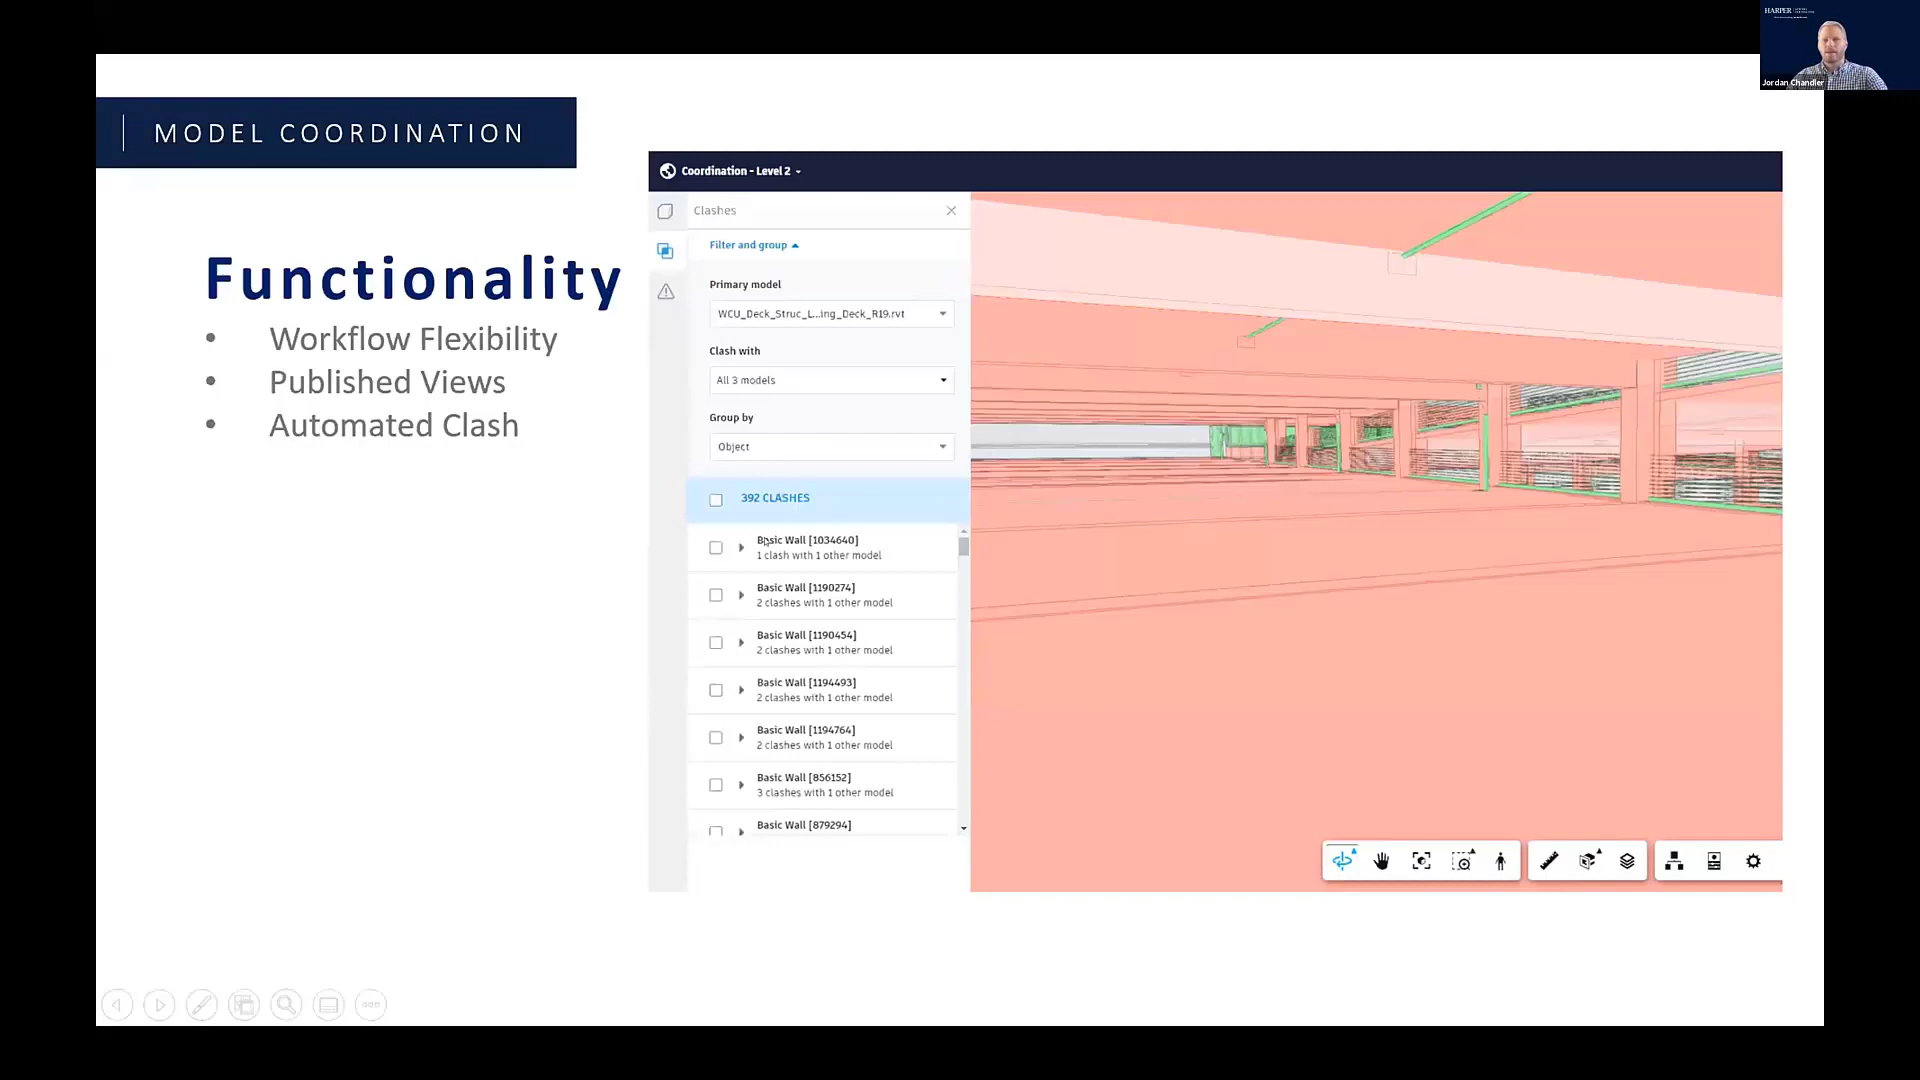 HARPER
Jordan Chandler
MODEL COORDINATION
Functionality
• Workflow Flexibility
• Published Views
• Automated Clash
Coordination - Level 2
Clashes
Filter and group
Primary model
WCU_Deck_Struc_L...ing_Deck_R19.rvt
Clash with
All 3 models
Group by
Object
392 CLASHES
Basic Wall [1034640]
1 clash with 1 other model
Basic Wall [1190274]
2 clashes with 1 other model
Basic Wall [1190454]
2 clashes with 1 other model
Basic Wall [1194493]
2 clashes with 1 other model
Basic Wall [1194764]
2 clashes with 1 other model
Basic Wall [856152]
3 clashes with 1 other model
Basic Wall [879294]